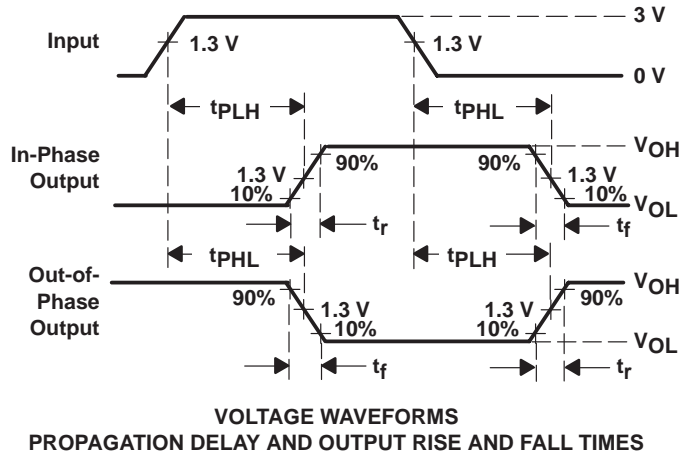 3 V
Input
1.3 V
1.3 V
0 V
tPLH
tPHL
In-Phase
Output
VOH
90%
90%
1.3 V
1.3 V
10%
10%
VOL
tr
tf
tPHL
tPLH
Out-of-
Phase
Output
VOH
90%
90%
1.3 V
1.3 V
10%
10%
VOL
tf
tr
VOLTAGE WAVEFORMS
PROPAGATION DELAY AND OUTPUT RISE AND FALL TIMES